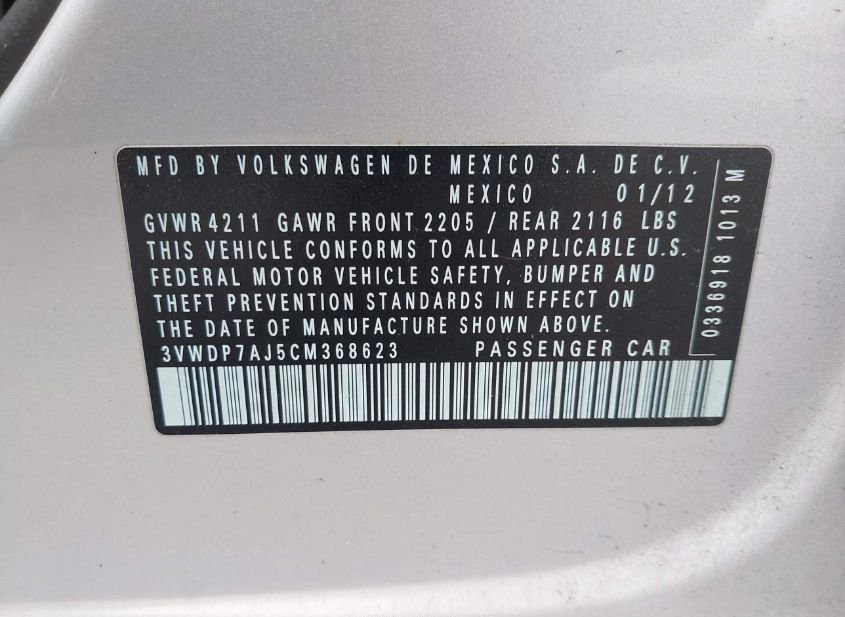 MFD BY VOLKSWAGEN DE MEXICO S.A. DE C.V.
MEXICO 01/12
GVWR 4211 GAWR FRONT 2205 / REAR 2116 LBS
THIS VEHICLE CONFORMS TO ALL APPLICABLE U.S.
FEDERAL MOTOR VEHICLE SAFETY, BUMPER AND
THEFT PREVENTION STANDARDS IN EFFECT ON
THE DATE OF MANUFACTURE SHOWN ABOVE.
3VWDP7AJ5CM368623 PASSENGER CAR
0336918 1013 M